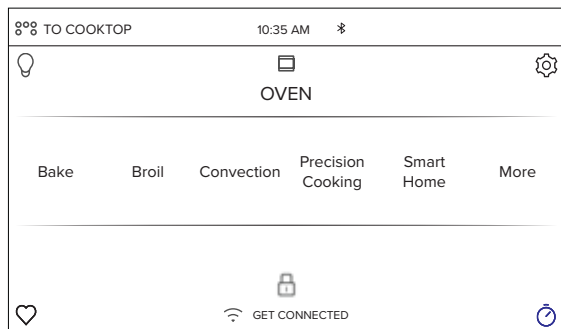 TO COOKTOP 10:35 AM
OVEN
Bake Broil Convection Precision Cooking Smart Home More
GET CONNECTED